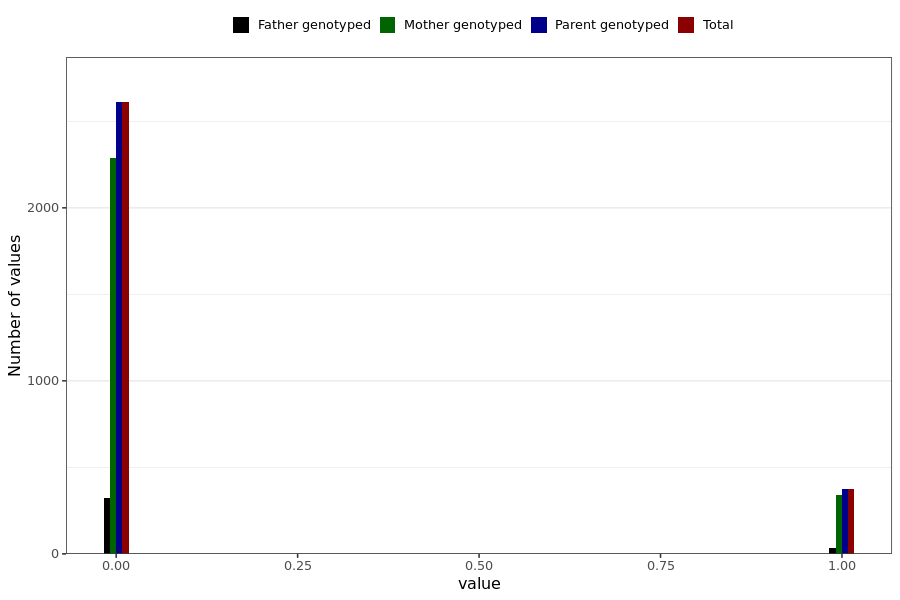 Father genotyped Mother genotyped Parent genotyped Total
Number of values
2000
1000
0
0.00 0.25 0.50 0.75 1.00
value